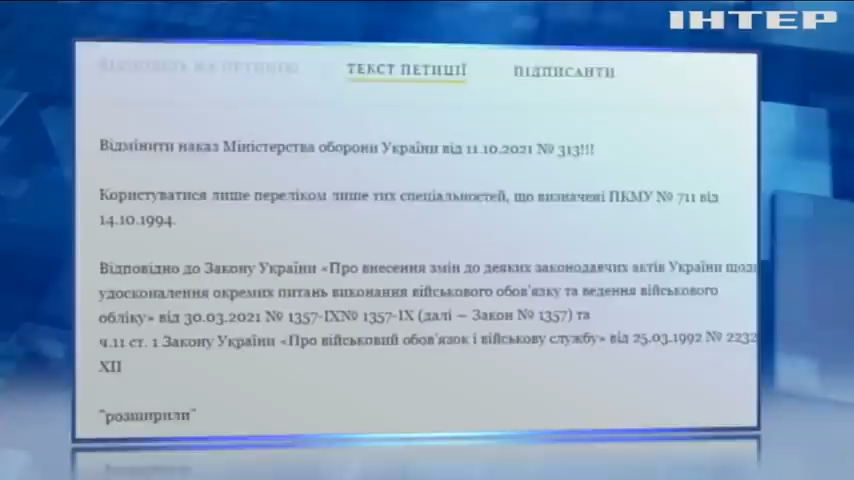 ІНТЕР
ВІДПОВІДЬ НА ПЕТИЦІЮ ТЕКСТ ПЕТИЦІЇ ПІДПИСАНТИ
Відмінити наказ Міністерства оборони України від 11.10.2021 № 313!!!
Користуватися лише переліком лише тих спеціальностей, що визначені ПКМУ № 711 від
14.10.1994.
Відповідно до Закону України «Про внесення змін до деяких законодавчих актів України щодо
удосконалення окремих питань виконання військового обов'язку та ведення військового
обліку» від 30.03.2021 № 1357-IX№ 1357-IX (далі – Закон № 1357) та
ч.11 ст. 1 Закону України «Про військовий обов'язок і військову службу» від 25.03.1992 № 2232
XII
"розширили"